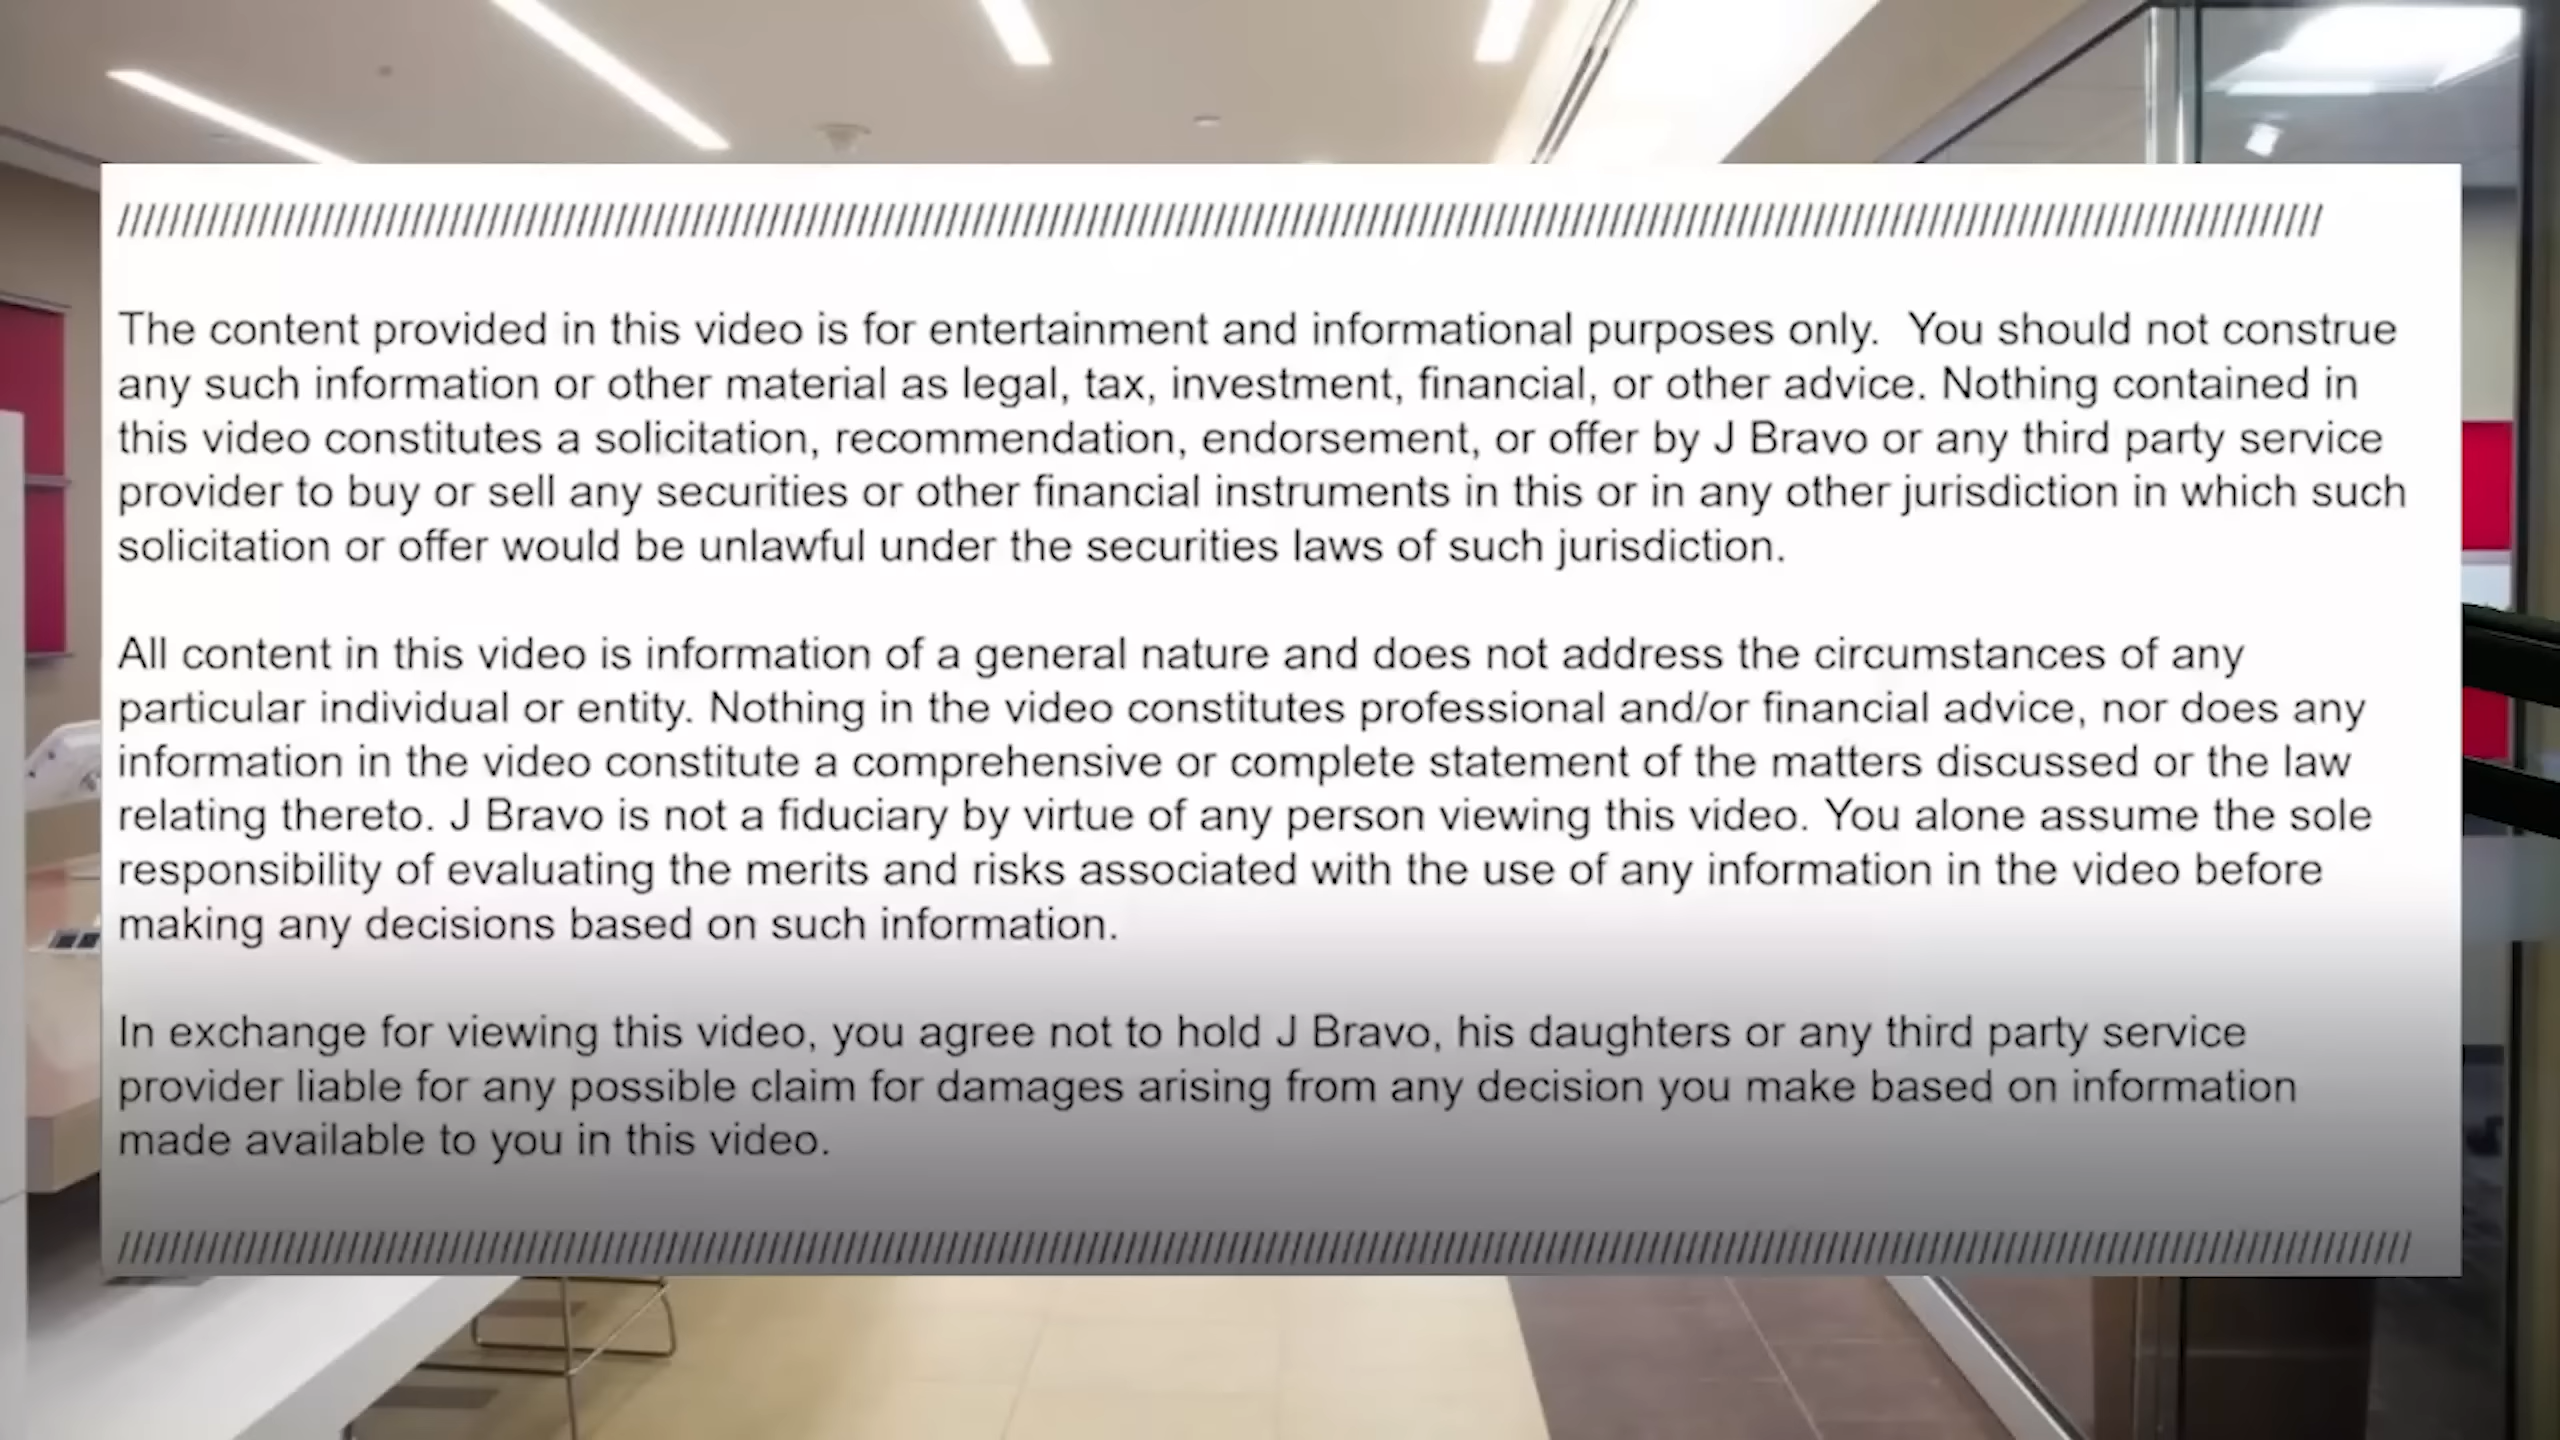 The content provided in this video is for entertainment and informational purposes only.  You should not construe
any such information or other material as legal, tax, investment, financial, or other advice. Nothing contained in
this video constitutes a solicitation, recommendation, endorsement, or offer by J Bravo or any third party service
provider to buy or sell any securities or other financial instruments in this or in any other jurisdiction in which such
solicitation or offer would be unlawful under the securities laws of such jurisdiction.
All content in this video is information of a general nature and does not address the circumstances of any
particular individual or entity. Nothing in the video constitutes professional and/or financial advice, nor does any
information in the video constitute a comprehensive or complete statement of the matters discussed or the law
relating thereto. J Bravo is not a fiduciary by virtue of any person viewing this video. You alone assume the sole
responsibility of evaluating the merits and risks associated with the use of any information in the video before
making any decisions based on such information.
In exchange for viewing this video, you agree not to hold J Bravo, his daughters or any third party service
provider liable for any possible claim for damages arising from any decision you make based on information
made available to you in this video.